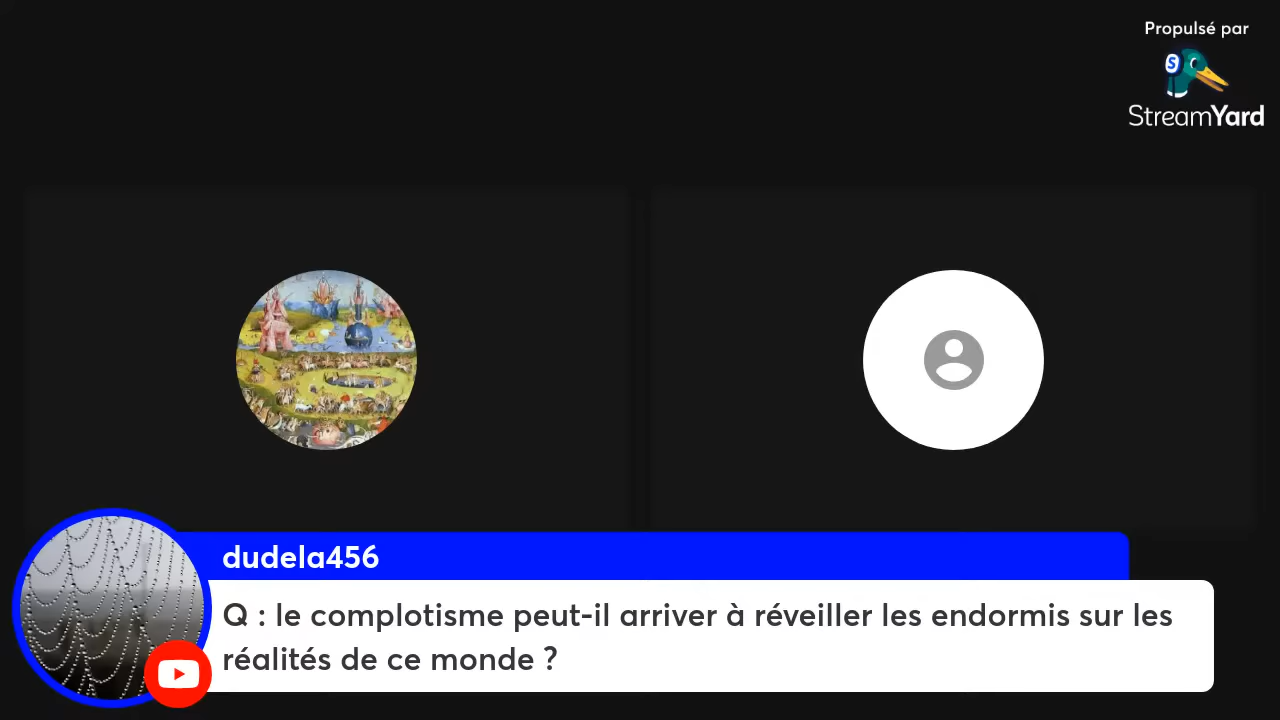 Propulsé par
S
StreamYard
dudela456
Q : le complotisme peut-il arriver à réveiller les endormis sur les
réalités de ce monde ?